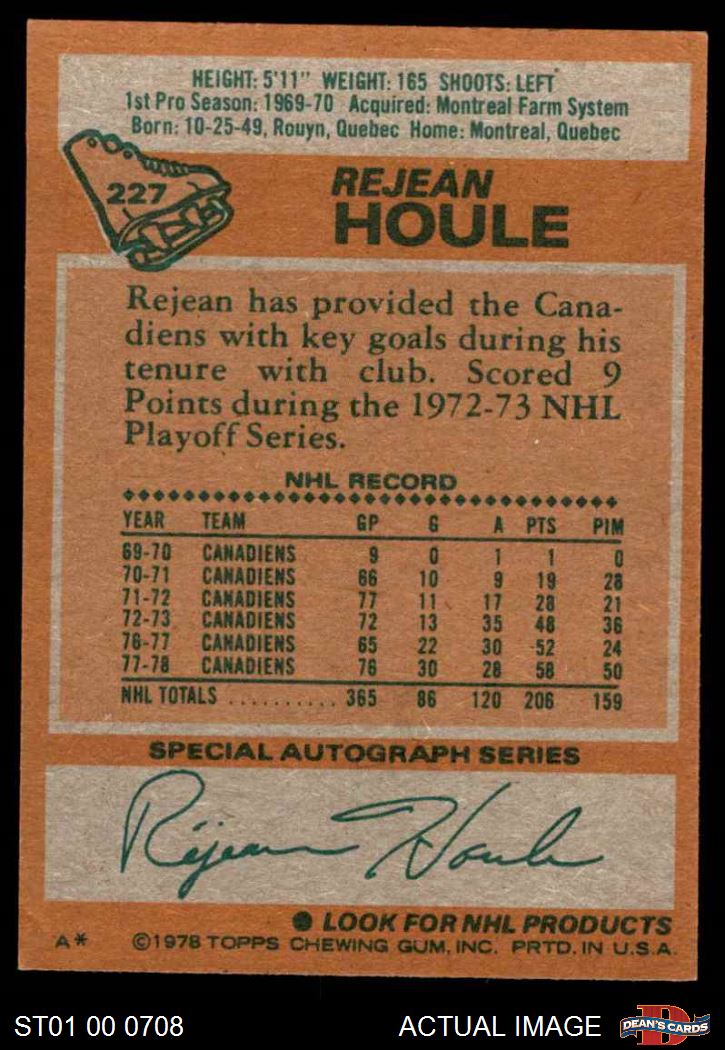 HEIGHT: 5'11" WEIGHT: 165 SHOOTS: LEFT
1st Pro Season: 1969-70 Acquired: Montreal Farm System
Born: 10-25-49, Rouyn, Quebec Home: Montreal, Quebec
227
REJEAN
HOULE
Rejean has provided the Cana-
diens with key goals during his
tenure with club. Scored 9
Points during the 1972-73 NHL
Playoff Series.
NHL RECORD
YEAR TEAM GP G A PTS PIM
69-70 CANADIENS 9 0 1 1 0
70-71 CANADIENS 66 10 9 19 28
71-72 CANADIENS 77 11 17 28 21
72-73 CANADIENS 72 13 35 48 36
76-77 CANADIENS 65 22 30 52 24
77-78 CANADIENS 76 30 28 58 50
NHL TOTALS .......... 365 86 120 206 159
SPECIAL AUTOGRAPH SERIES
Réjean Houle
● LOOK FOR NHL PRODUCTS
A* ©1978 TOPPS CHEWING GUM, INC. PRTD. IN U.S.A.
ST01 00 0708 ACTUAL IMAGE D DEAN'S CARDS